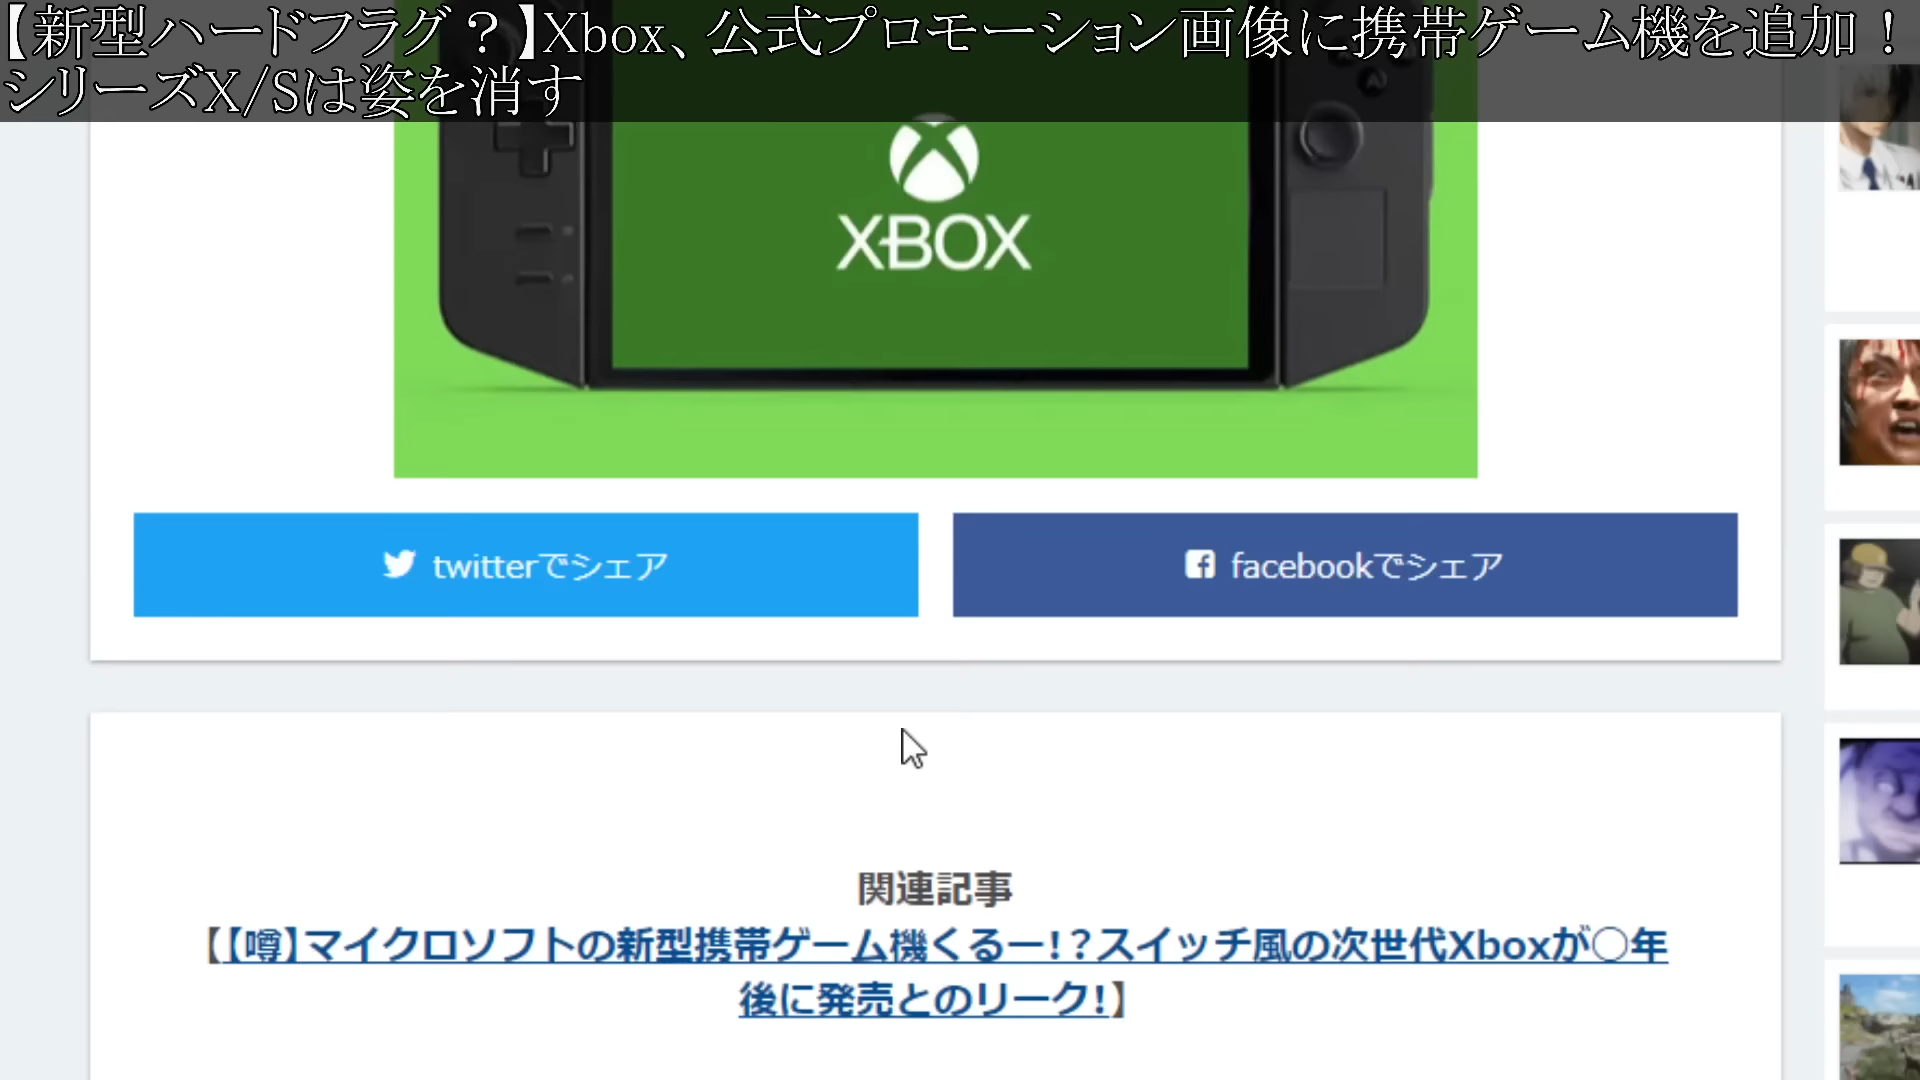 【新型ハードフラグ？】Xbox、公式プロモーション画像に携帯ゲーム機を追加！
シリーズX/Sは姿を消す
XBOX
twitterでシェア
facebookでシェア
関連記事
【【噂】マイクロソフトの新型携帯ゲーム機くるー！？スイッチ風の次世代Xboxが○年
後に発売とのリーク！】